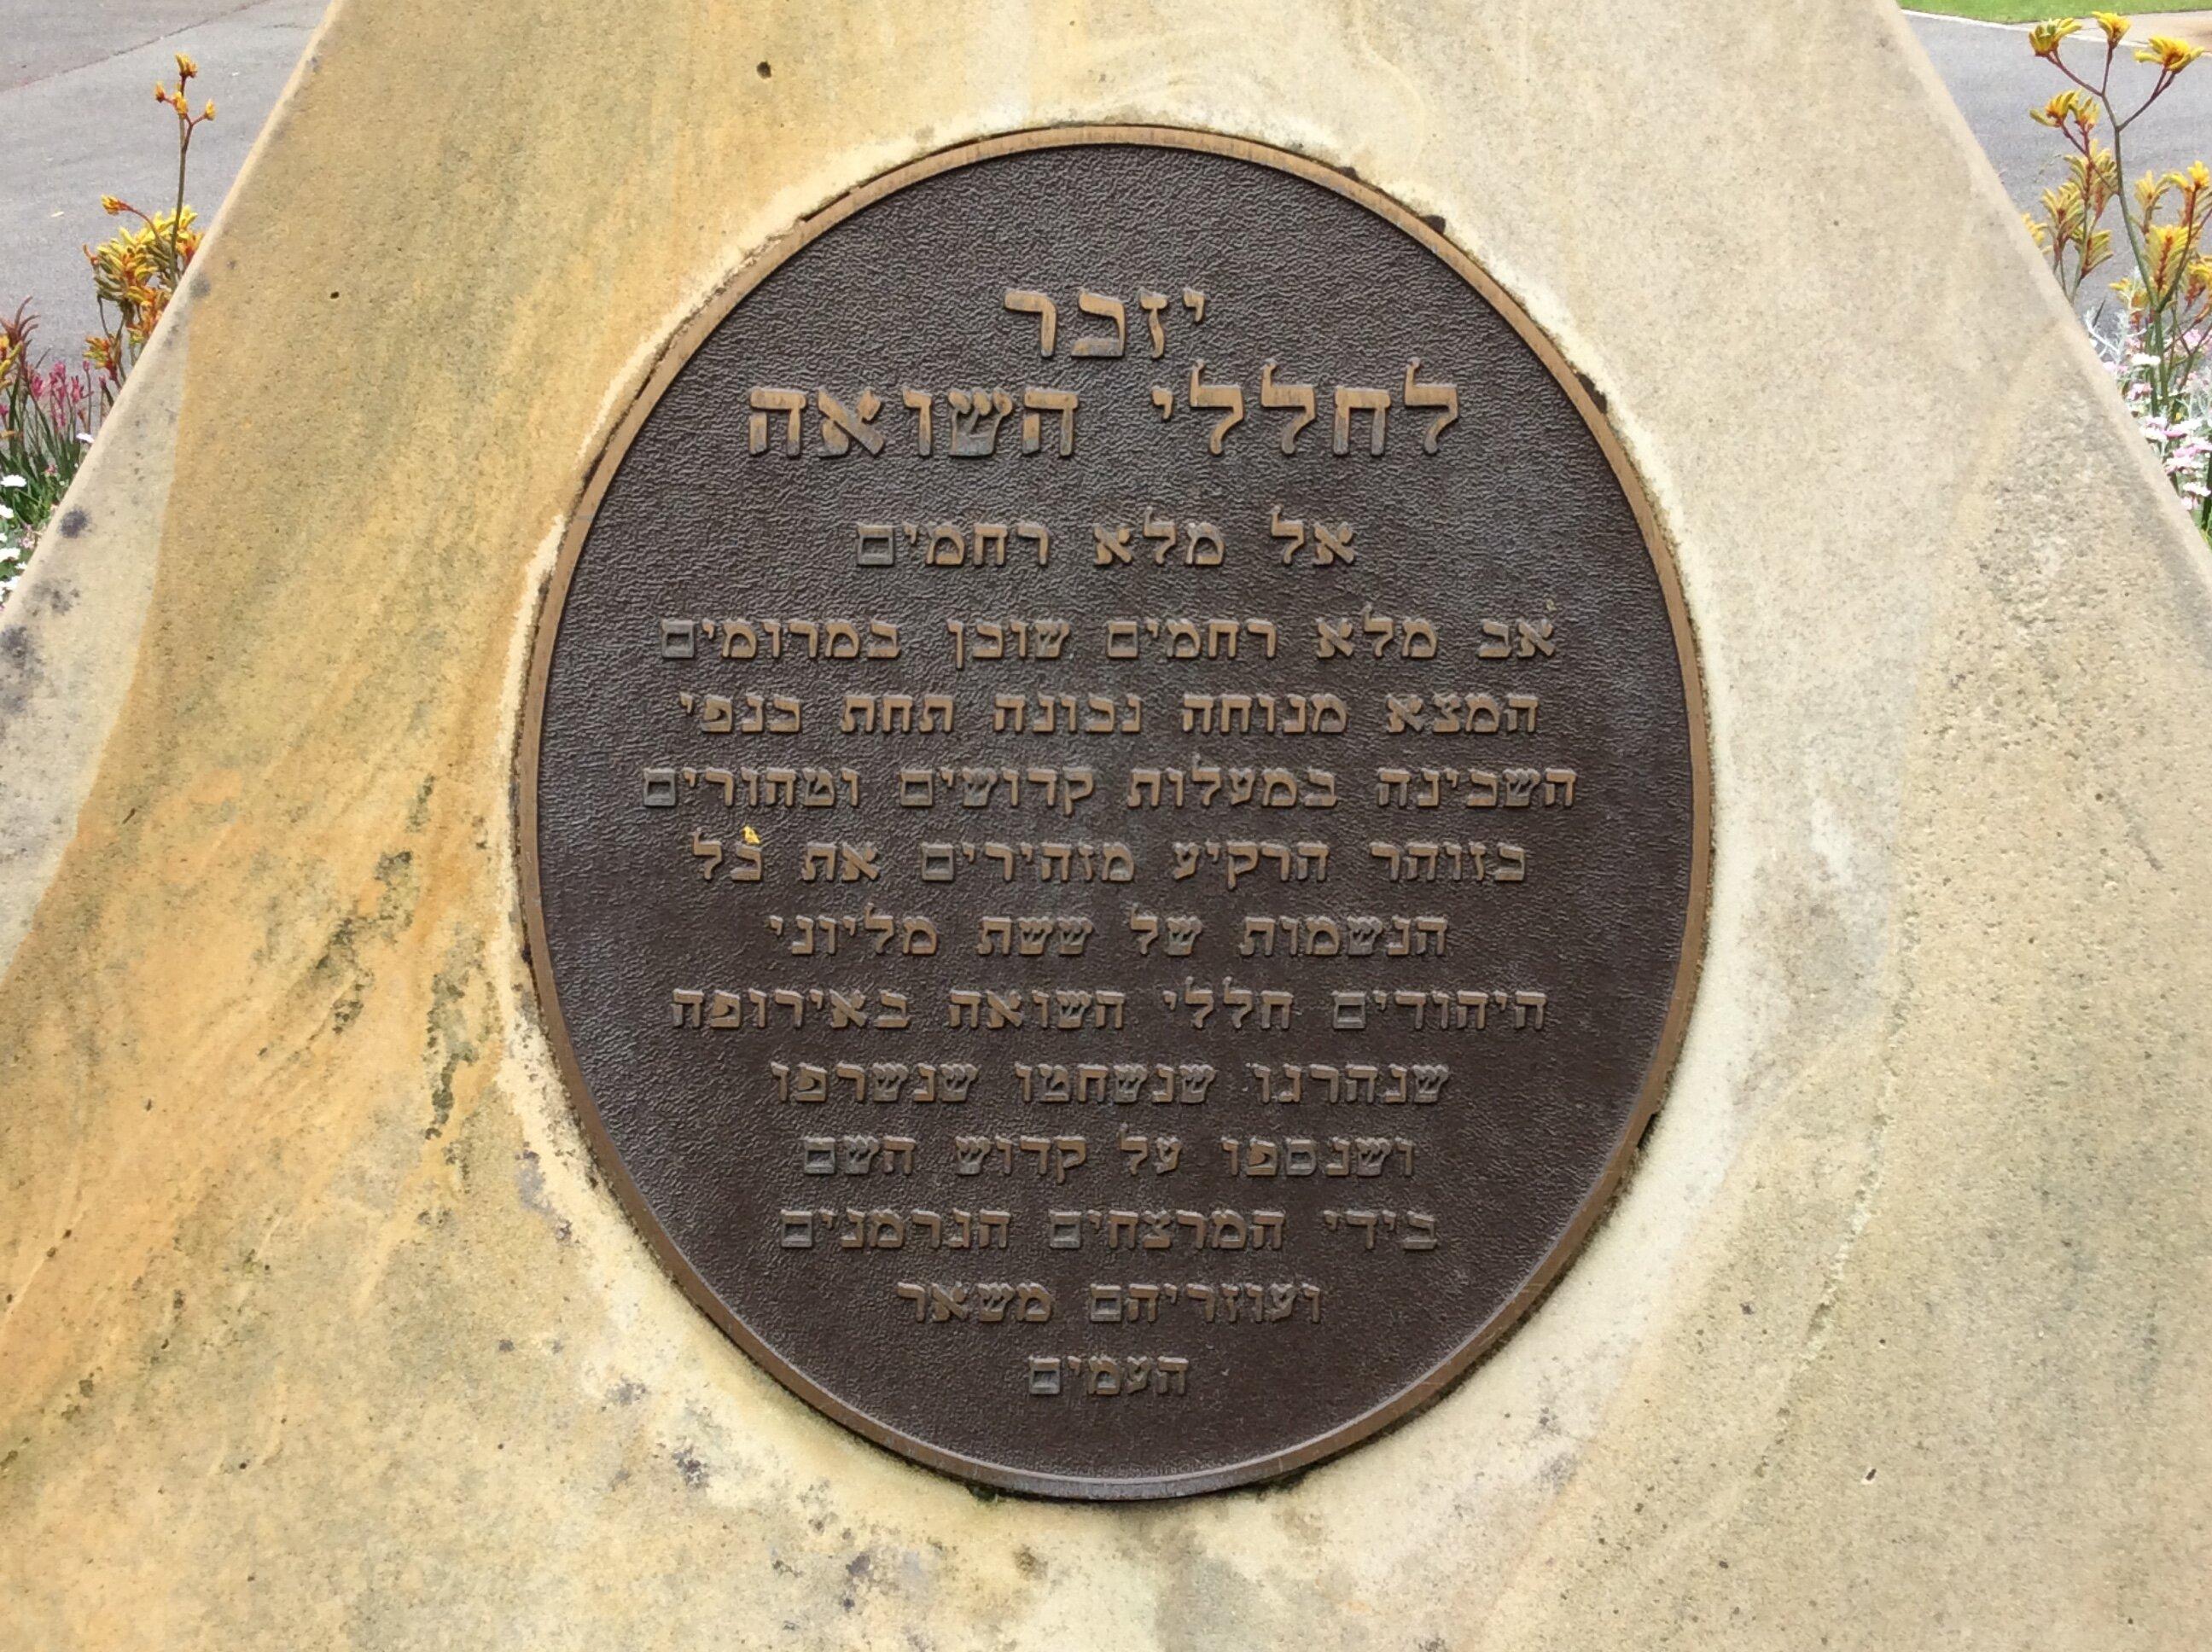 יזכר
לחללי השואה
אל מלא רחמים
אב מלא רחמים שוכן במרומים
המצא מנוחה נכונה תחת כנפי
השכינה במעלות קדושים וטהורים
כזוהר הרקיע מזהירים את כל
הנשמות של ששת מליוני
היהודים חללי השואה באירופה
שנהרגו שנשחטו שנשרפו
ושנספו על קדוש השם
בידי המרצחים הגרמנים
ועוזריהם משאר
העמים